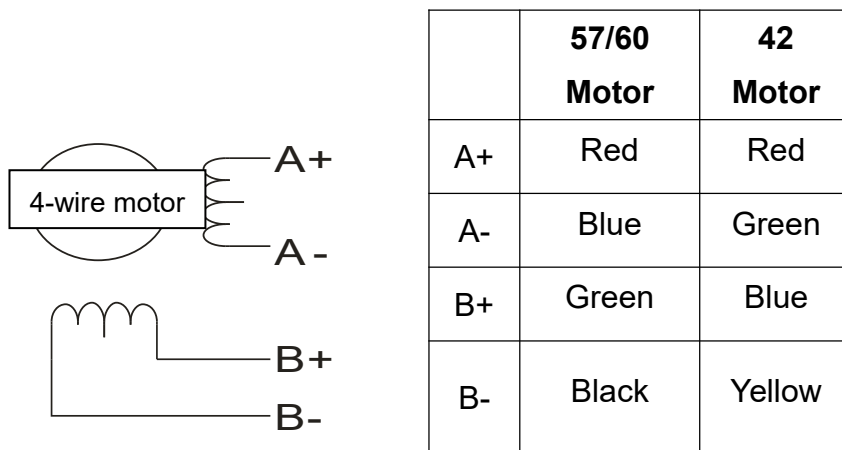 4-wire motor
A+
A-
B+
B-
57/60 Motor 42 Motor
A+ Red Red
A- Blue Green
B+ Green Blue
B- Black Yellow